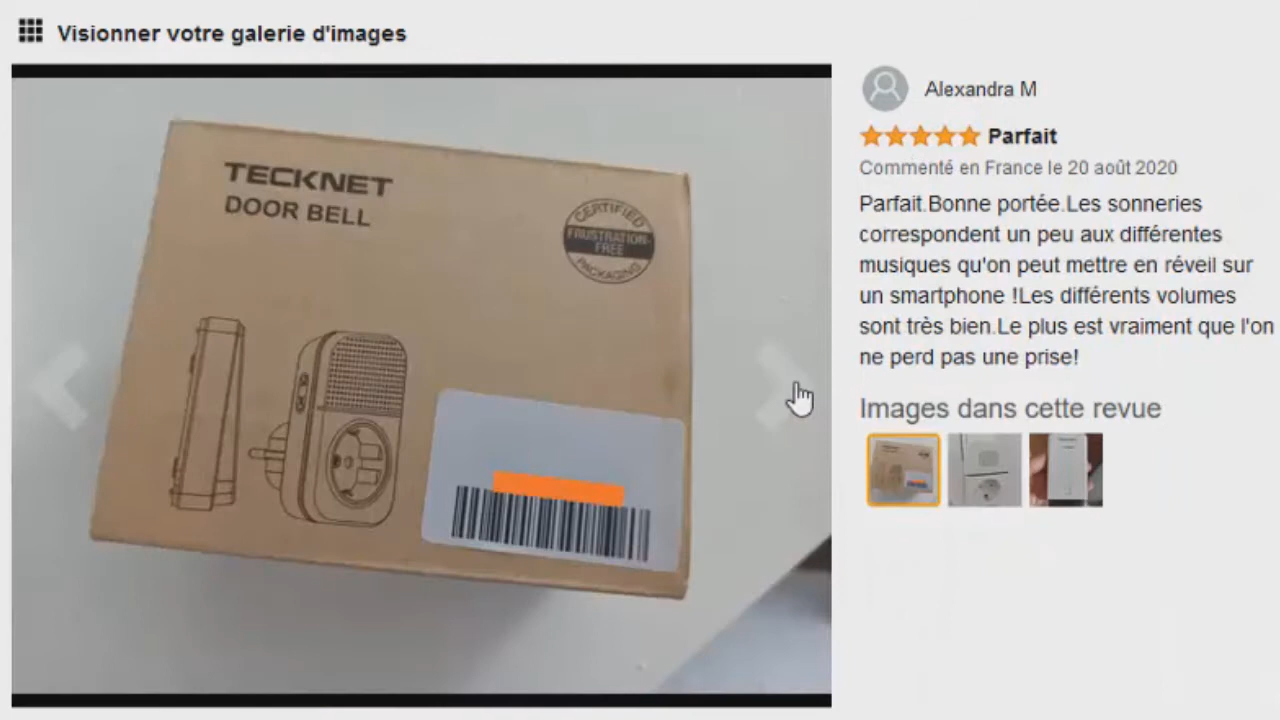 Visionner votre galerie d'images
TECKNET
DOOR BELL
CERTIFIED
FRUSTRATION-
FREE
PACKAGING
Alexandra M
Parfait
Commenté en France le 20 août 2020
Parfait.Bonne portée.Les sonneries
correspondent un peu aux différentes
musiques qu'on peut mettre en réveil sur
un smartphone !Les différents volumes
sont très bien.Le plus est vraiment que l'on
ne perd pas une prise!
Images dans cette revue